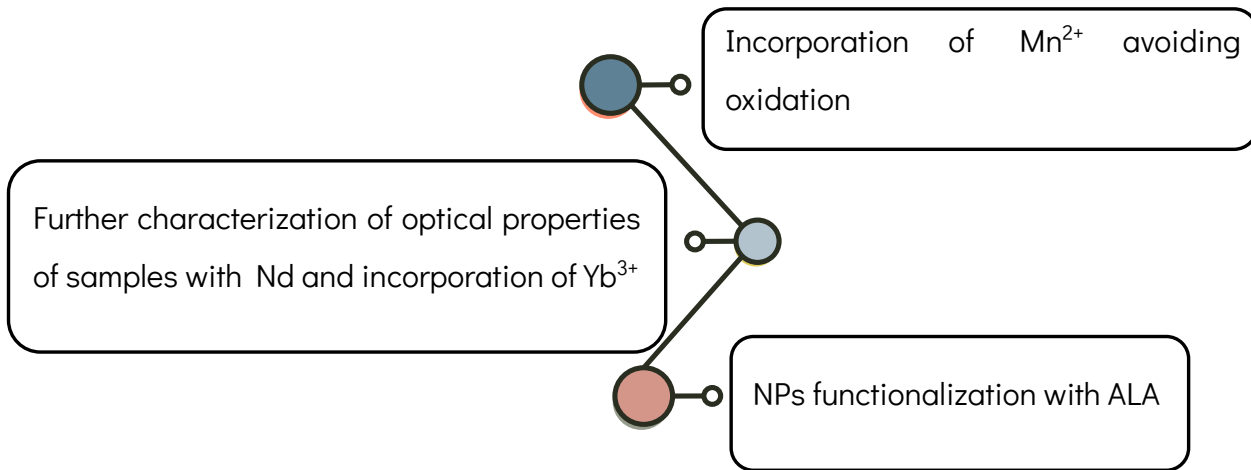 Incorporation of Mn²⁺ avoiding
oxidation
Further characterization of optical properties
of samples with Nd and incorporation of Yb³⁺
NPs functionalization with ALA